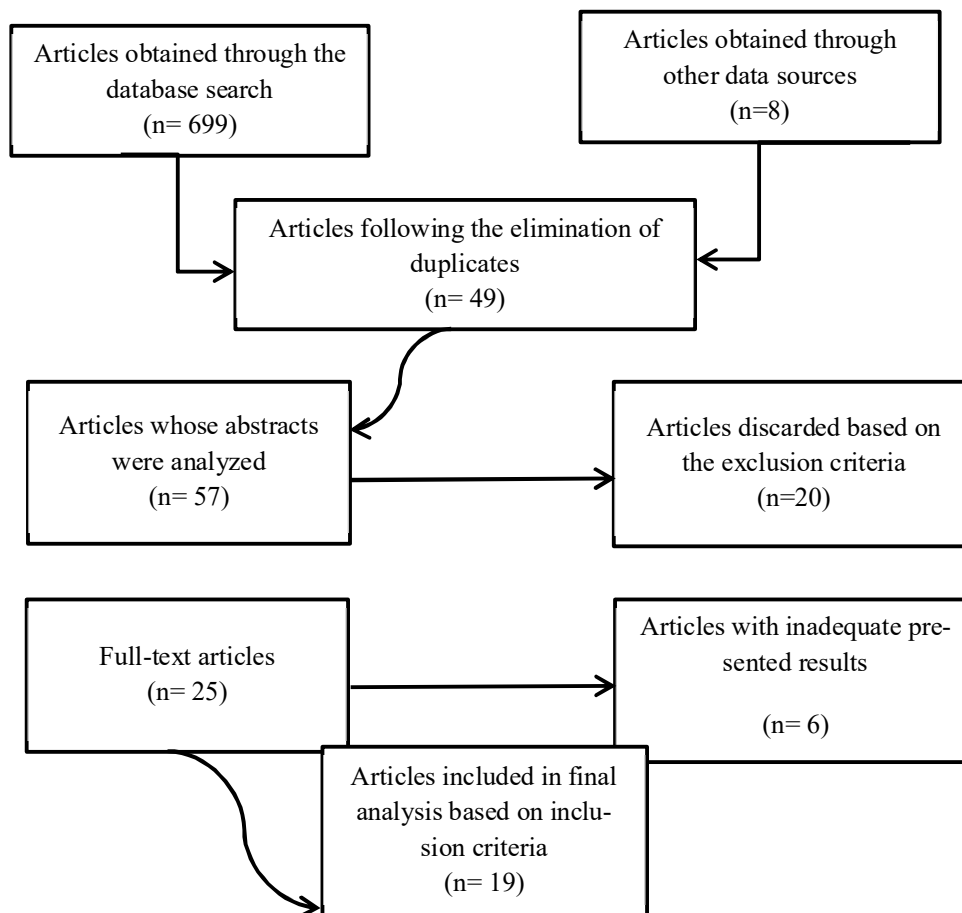 Articles obtained through the
database search
(n= 699)
Articles obtained through
other data sources
(n=8)
Articles following the elimination of
duplicates
(n= 49)
Articles whose abstracts
were analyzed
(n= 57)
Articles discarded based on
the exclusion criteria
(n=20)
Full-text articles
(n= 25)
Articles with inadequate pre-
sented results
(n= 6)
Articles included in final
analysis based on inclu-
sion criteria
(n= 19)